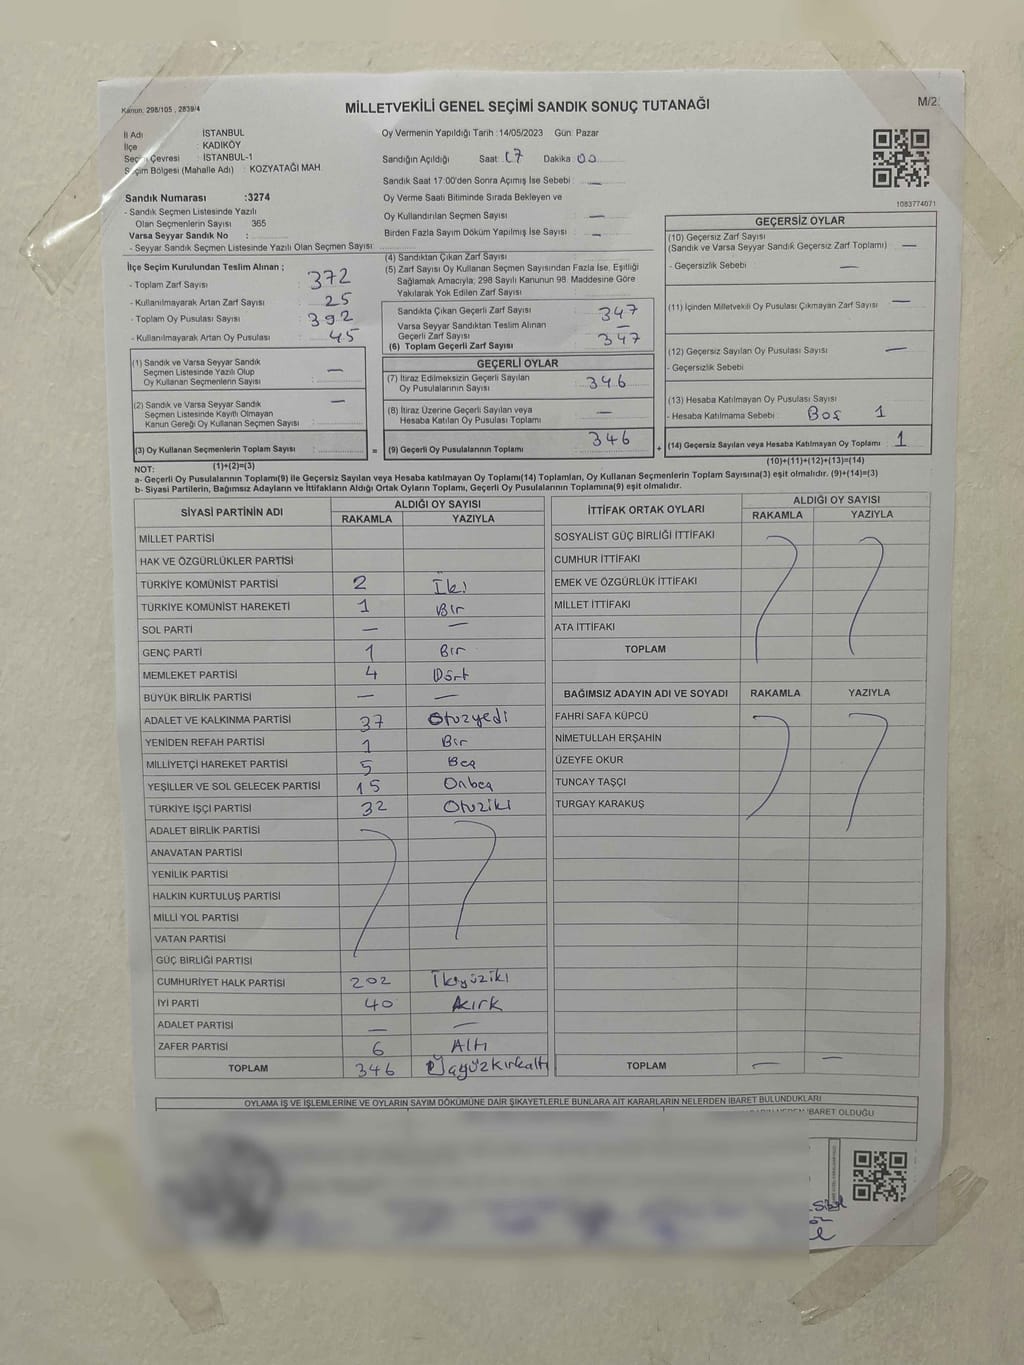 Kanun: 298/105 , 2839/4
MİLLETVEKİLİ GENEL SEÇİMİ SANDIK SONUÇ TUTANAĞI
M/2
İl Adı : İSTANBUL
İlçe : KADIKÖY
Seçim Çevresi : İSTANBUL-1
Seçim Bölgesi (Mahalle Adı) : KOZYATAĞI MAH.
Sandık Numarası :3274
- Sandık Seçmen Listesinde Yazılı
Olan Seçmenlerin Sayısı 365
Varsa Seyyar Sandık No :
- Seyyar Sandık Seçmen Listesinde Yazılı Olan Seçmen Sayısı:
Oy Vermenin Yapıldığı Tarih :14/05/2023 Gün: Pazar
Sandığın Açıldığı Saat: 17 Dakika 00
Sandık Saat 17:00'den Sonra Açımış İse Sebebi : —
Oy Verme Saati Bitiminde Sırada Bekleyen ve
Oy Kullandırılan Seçmen Sayısı —
Birden Fazla Sayım Döküm Yapılmış İse Sayısı : —
1083774071
İlçe Seçim Kurulundan Teslim Alınan ;
- Toplam Zarf Sayısı : 372
- Kullanılmayarak Artan Zarf Sayısı : 25
- Toplam Oy Pusulası Sayısı : 392
- Kullanılmayarak Artan Oy Pusulası : 45
(1) Sandık ve Varsa Seyyar Sandık
Seçmen Listesinde Yazılı Olup
Oy Kullanan Seçmenlerin Sayısı : —
(2) Sandık ve Varsa Seyyar Sandık
Seçmen Listesinde Kayıtlı Olmayan
Kanun Gereği Oy Kullanan Seçmen Sayısı : —
(3) Oy Kullanan Seçmenlerin Toplam Sayısı :
(1)+(2)=(3)
(4) Sandıktan Çıkan Zarf Sayısı :
(5) Zarf Sayısı Oy Kullanan Seçmen Sayısından Fazla İse, Eşitliği
Sağlamak Amacıyla; 298 Sayılı Kanunun 98. Maddesine Göre
Yakılarak Yok Edilen Zarf Sayısı :
Sandıkta Çıkan Geçerli Zarf Sayısı : 347
Varsa Seyyar Sandıktan Teslim Alınan
Geçerli Zarf Sayısı : —
(6) Toplam Geçerli Zarf Sayısı : 347
GEÇERLİ OYLAR
(7) İtiraz Edilmeksizin Geçerli Sayılan
Oy Pusulalarının Sayısı : 346
(8) İtiraz Üzerine Geçerli Sayılan veya
Hesaba Katılan Oy Pusulası Toplamı : —
= (9) Geçerli Oy Pusulalarının Toplamı : 346
GEÇERSİZ OYLAR
(10) Geçersiz Zarf Sayısı
(Sandık ve Varsa Seyyar Sandık Geçersiz Zarf Toplamı) —
- Geçersizlik Sebebi : —
(11) İçinden Milletvekili Oy Pusulası Çıkmayan Zarf Sayısı : —
(12) Geçersiz Sayılan Oy Pusulası Sayısı : —
- Geçersizlik Sebebi
(13) Hesaba Katılmayan Oy Pusulası Sayısı :
- Hesaba Katılmama Sebebi : Boş 1
+ (14) Geçersiz Sayılan veya Hesaba Katılmayan Oy Toplamı : 1
(10)+(11)+(12)+(13)=(14)
NOT:
a- Geçerli Oy Pusulalarının Toplamı(9) ile Geçersiz Sayılan veya Hesaba katılmayan Oy Toplamı(14) Toplamları, Oy Kullanan Seçmenlerin Toplam Sayısına(3) eşit olmalıdır. (9)+(14)=(3)
b- Siyasi Partilerin, Bağımsız Adayların ve İttifakların Aldığı Ortak Oyların Toplamı, Geçerli Oy Pusulalarının Toplamına(9) eşit olmalıdır.
SİYASİ PARTİNİN ADI ALDIĞI OY SAYISI
RAKAMLA YAZIYLA
MİLLET PARTİSİ
HAK VE ÖZGÜRLÜKLER PARTİSİ
TÜRKİYE KOMÜNİST PARTİSİ 2 İki
TÜRKİYE KOMÜNİST HAREKETİ 1 Bir
SOL PARTİ — —
GENÇ PARTİ 1 Bir
MEMLEKET PARTİSİ 4 Dört
BÜYÜK BİRLİK PARTİSİ — —
ADALET VE KALKINMA PARTİSİ 37 Otuzyedi
YENİDEN REFAH PARTİSİ 1 Bir
MİLLİYETÇİ HAREKET PARTİSİ 5 Beş
YEŞİLLER VE SOL GELECEK PARTİSİ 15 Onbeş
TÜRKİYE İŞÇİ PARTİSİ 32 Otuziki
ADALET BİRLİK PARTİSİ
ANAVATAN PARTİSİ
YENİLİK PARTİSİ
HALKIN KURTULUŞ PARTİSİ
MİLLİ YOL PARTİSİ
VATAN PARTİSİ
GÜÇ BİRLİĞİ PARTİSİ
CUMHURİYET HALK PARTİSİ 202 İkiyüziki
İYİ PARTİ 40 Kırk
ADALET PARTİSİ — —
ZAFER PARTİSİ 6 Altı
TOPLAM 346 Üçyüzkırkaltı
İTTİFAK ORTAK OYLARI ALDIĞI OY SAYISI
RAKAMLA YAZIYLA
SOSYALİST GÜÇ BİRLİĞİ İTTİFAKI
CUMHUR İTTİFAKI
EMEK VE ÖZGÜRLÜK İTTİFAKI
MİLLET İTTİFAKI
ATA İTTİFAKI
TOPLAM
BAĞIMSIZ ADAYIN ADI VE SOYADI RAKAMLA YAZIYLA
FAHRİ SAFA KÜPCÜ
NİMETULLAH ERŞAHİN
ÜZEYFE OKUR
TUNCAY TAŞÇI
TURGAY KARAKUŞ
TOPLAM — —
OYLAMA İŞ VE İŞLEMLERİNE VE OYLARIN SAYIM DÖKÜMÜNE DAİR ŞİKAYETLERLE BUNLARA AİT KARARLARIN NELERDEN İBARET BULUNDUKLARI
İBARET OLDUĞU